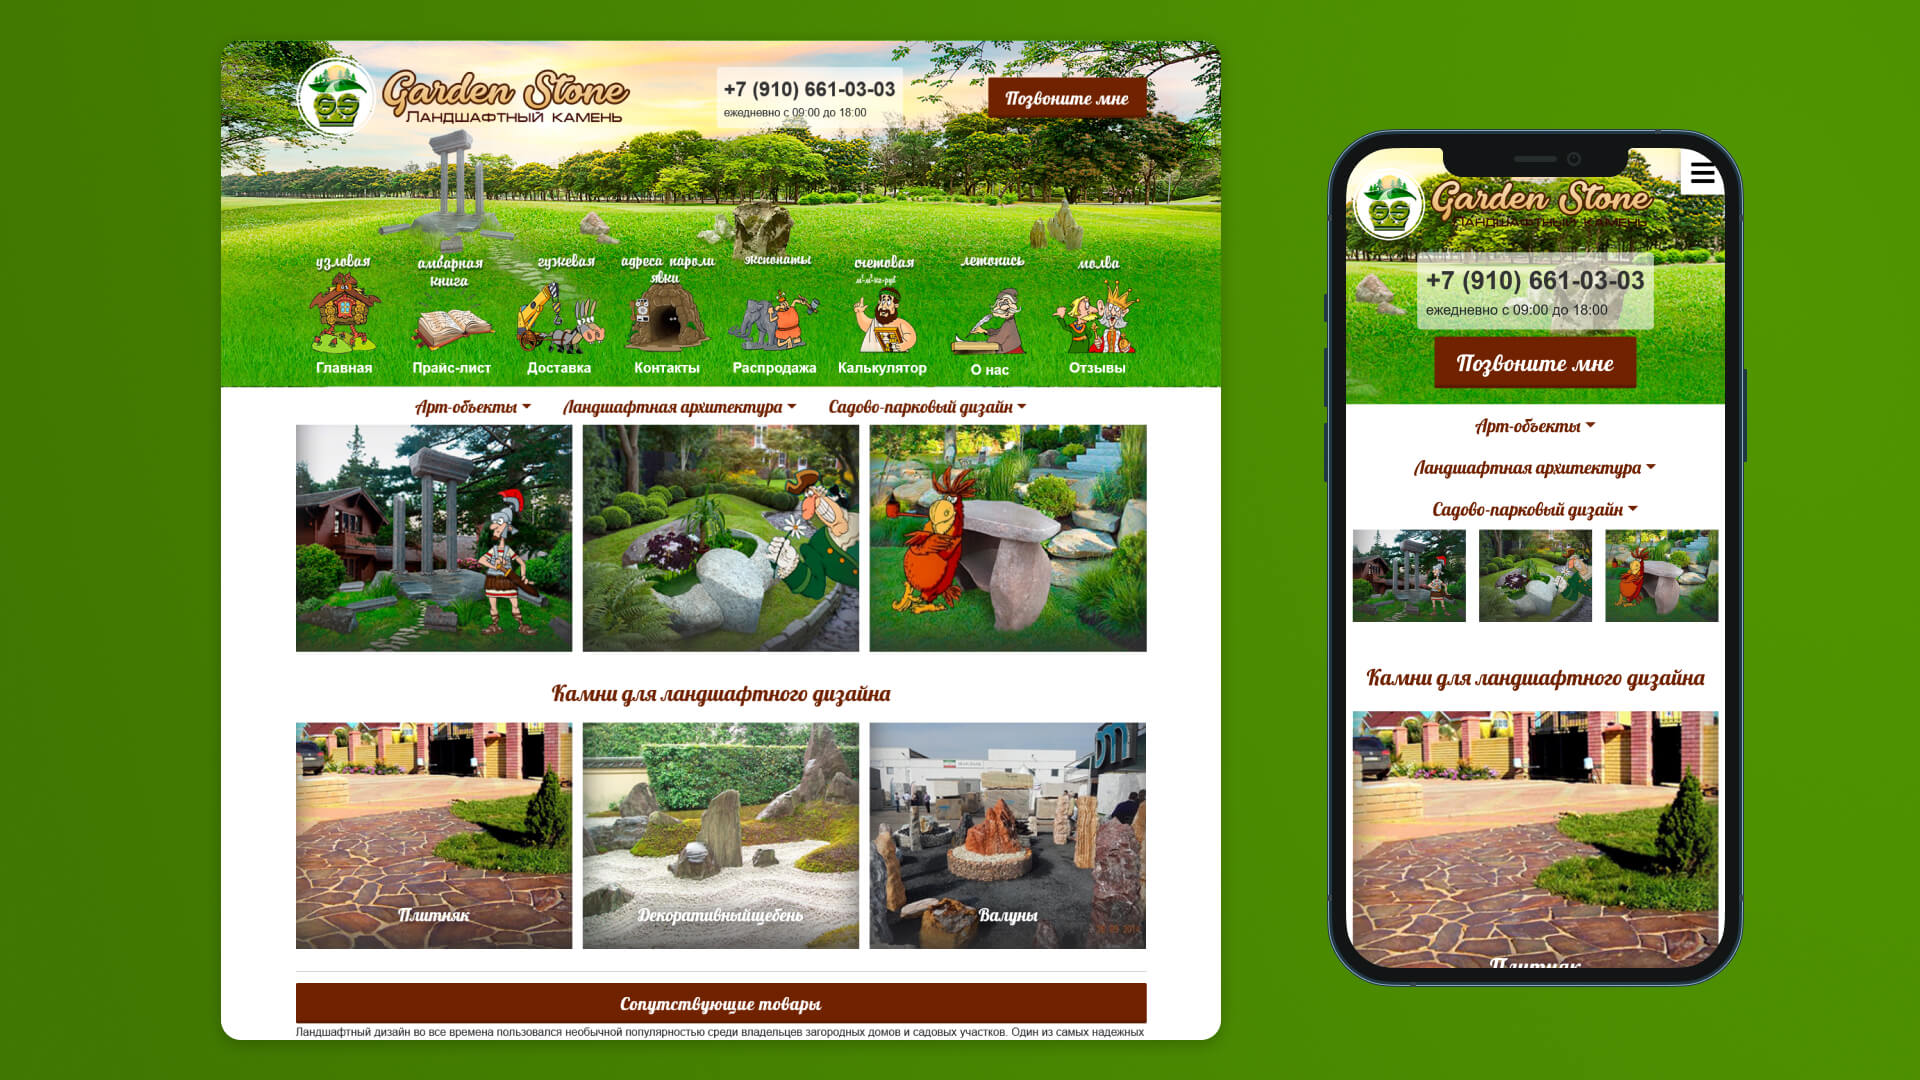 Garden Stone
Ландшафтный камень
+7 (910) 661-03-03
ежедневно с 09:00 до 18:00
Позвоните мне
узловая
амбарная книга
гужевая
адреса пароли явки
экспонаты
счетовая
м²-м³-кг-руб
летопись
молва
Главная
Прайс-лист
Доставка
Контакты
Распродажа
Калькулятор
О нас
Отзывы
Арт-объекты
Ландшафтная архитектура
Садово-парковый дизайн
Камни для ландшафтного дизайна
Плитняк
Декоративныйщебень
Валуны
Сопутствующие товары
Ландшафтный дизайн во все времена пользовался необычной популярностью среди владельцев загородных домов и садовых участков. Один из самых надежных
Garden Stone
Ландшафтный камень
+7 (910) 661-03-03
ежедневно с 09:00 до 18:00
Позвоните мне
Арт-объекты
Ландшафтная архитектура
Садово-парковый дизайн
Камни для ландшафтного дизайна
Плитняк